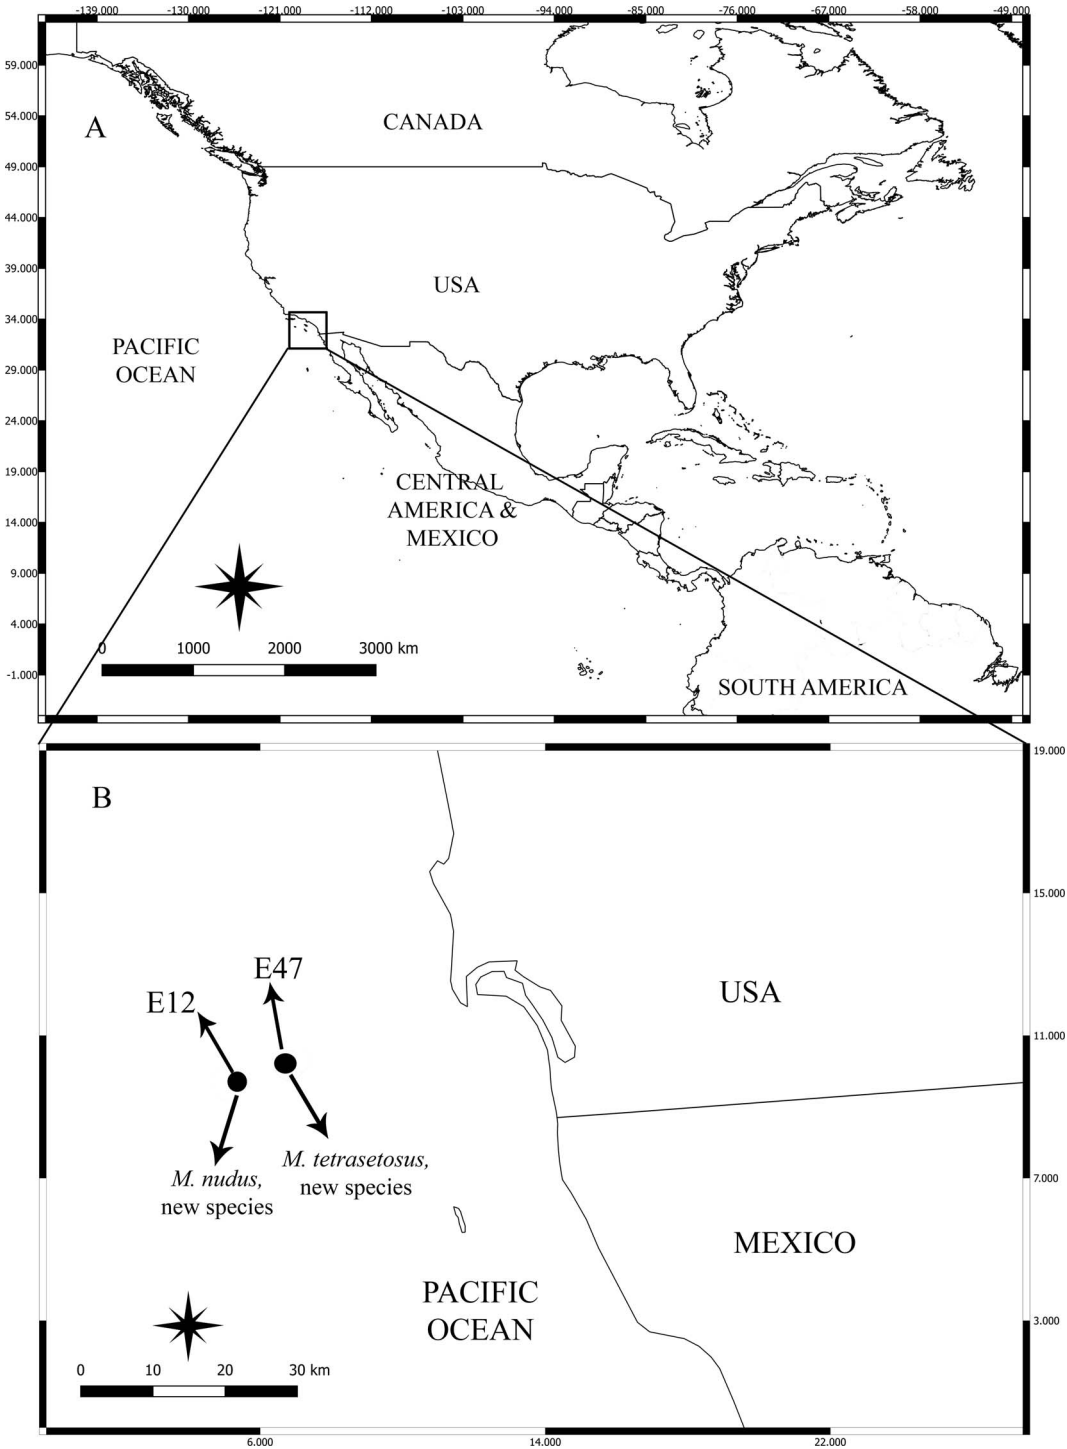 -139.000 -130.000 -121.000 -112.000 -103.000 -94.000 -85.000 -76.000 -67.000 -58.000 -49.000
59.000
54.000
49.000
44.000
39.000
34.000
29.000
24.000
19.000
14.000
9.000
4.000
-1.000
A
CANADA
USA
PACIFIC
OCEAN
CENTRAL
AMERICA &
MEXICO
SOUTH AMERICA
0 1000 2000 3000 km
B
E47
E12
USA
M. tetrasetosus,
new species
M. nudus,
new species
MEXICO
PACIFIC
OCEAN
0 10 20 30 km
19.000
15.000
11.000
7.000
3.000
6.000 14.000 22.000